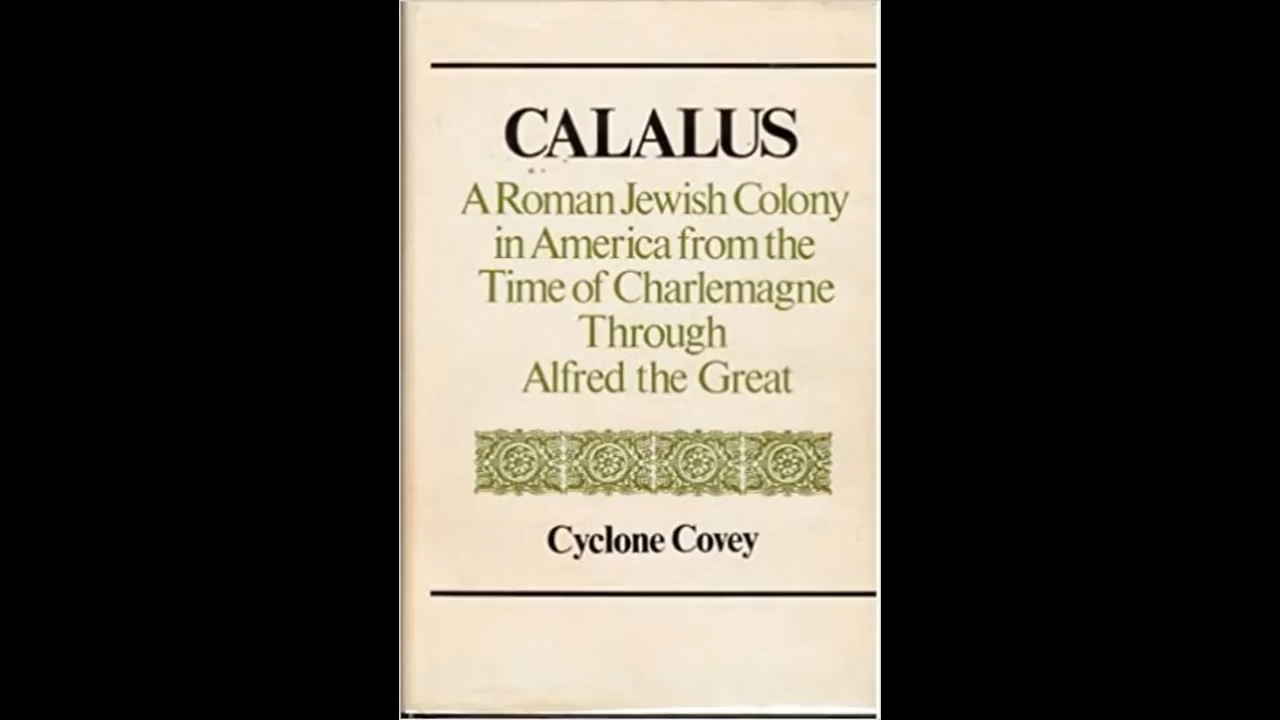 CALALUS
A Roman Jewish Colony
in America from the
Time of Charlemagne
Through
Alfred the Great
Cyclone Covey